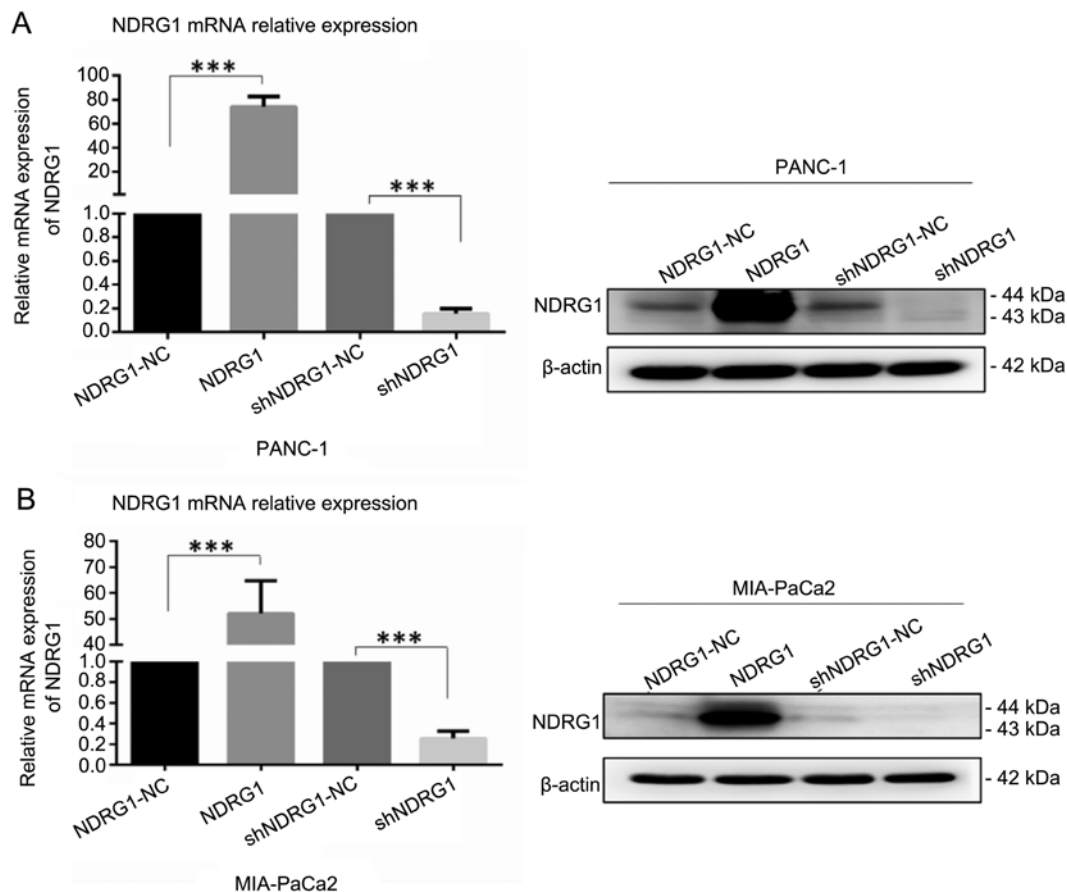 A
NDRG1 mRNA relative expression
Relative mRNA expression
of NDRG1
100
80
60
40
20
1.0
0.8
0.6
0.4
0.2
0.0
***
***
NDRG1-NC
NDRG1
shNDRG1-NC
shNDRG1
PANC-1
PANC-1
NDRG1-NC
NDRG1
shNDRG1-NC
shNDRG1
NDRG1
- 44 kDa
- 43 kDa
β-actin
- 42 kDa
B
NDRG1 mRNA relative expression
Relative mRNA expression
of NDRG1
80
70
60
50
40
1.0
0.8
0.6
0.4
0.2
0.0
***
***
NDRG1-NC
NDRG1
shNDRG1-NC
shNDRG1
MIA-PaCa2
MIA-PaCa2
NDRG1-NC
NDRG1
shNDRG1-NC
shNDRG1
NDRG1
- 44 kDa
- 43 kDa
β-actin
- 42 kDa